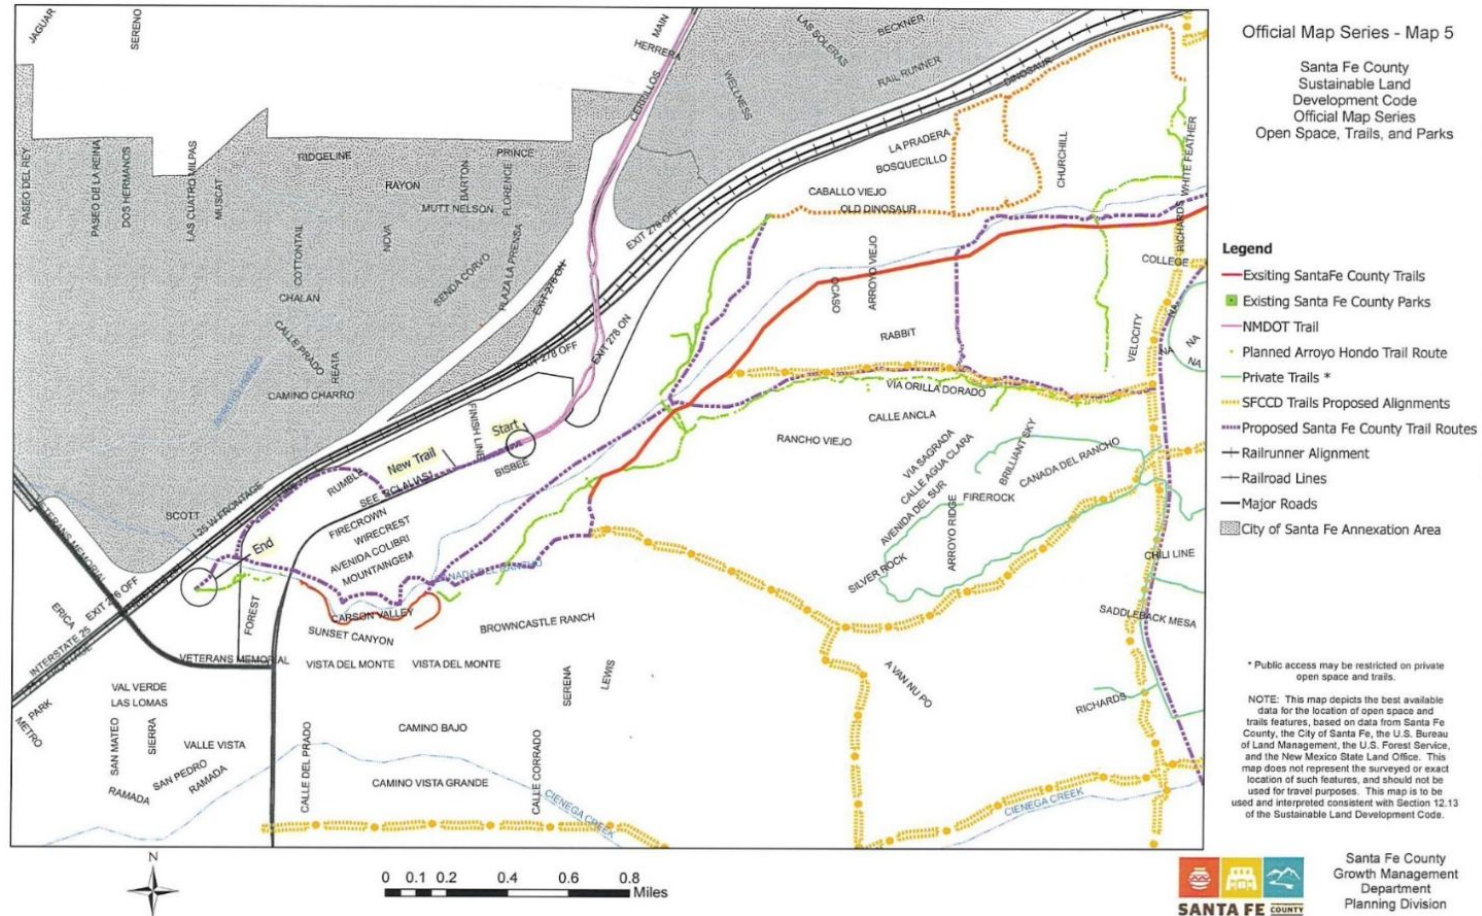 Official Map Series - Map 5
Santa Fe County
Sustainable Land
Development Code
Official Map Series
Open Space, Trails, and Parks
Legend
Exsiting SantaFe County Trails
Existing Santa Fe County Parks
NMDOT Trail
Planned Arroyo Hondo Trail Route
Private Trails *
SFCCD Trails Proposed Alignments
Proposed Santa Fe County Trail Routes
Railrunner Alignment
Railroad Lines
Major Roads
City of Santa Fe Annexation Area
* Public access may be restricted on private
open space and trails.
NOTE: This map depicts the best available
data for the location of open space and
trails features, based on data from Santa Fe
County, the City of Santa Fe, the U.S. Bureau
of Land Management, the U.S. Forest Service,
and the New Mexico State Land Office. This
map does not represent the surveyed or exact
location of such features, and should not be
used for travel purposes. This map is to be
used and interpreted consistent with Section 12.13
of the Sustainable Land Development Code.
SANTA FE COUNTY
Santa Fe County
Growth Management
Department
Planning Division
JAGUAR
SERENO
MAIN
HERRERA
CERRILLOS
LAS SOLERAS
BECKNER
RAIL RUNNER
WELLNESS
DINOSAUR
PASEO DEL REY
PASEO DE LA REINA
DOS HERMANOS
LAS CUATRO MILPAS
MUSCAT
RIDGELINE
RAYON
BARTON
PRINCE
FLORENCE
MUTT NELSON
COTTONTAIL
NOVA
SENDA CORVO
PLAZA LA PRENSA
EXIT 278 ON
EXIT 278 OFF
CHALAN
CALLE PRADO
REATA
CAMINO CHARRO
EXIT 278 OFF
EXIT 278 ON
LA PRADERA
BOSQUECILLO
CABALLO VIEJO
OLD DINOSAUR
CHURCHILL
WHITE FEATHER
RICHARDS
COLLEGE
OCASO
ARROYO VIEJO
RABBIT
VELOCITY
NA
NA
NA
NA
VIA ORILLA DORADO
CALLE ANCLA
RANCHO VIEJO
VIA SAGRADA
CALLE AGUA CLARA
AVENIDA DEL SUR
BRILLIANT SKY
CANADA DEL RANCHO
FIREROCK
ARROYO RIDGE
SILVER ROCK
CHILI LINE
SADDLEBACK MESA
RICHARDS
A VAN NU PO
Start
FINISH LINE
BISBEE
New Trail
RUMBLE
FIRECROWN
WIRECREST
AVENIDA COLIBRI
MOUNTAINGEM
SCOTT
I-25 W FRONTAGE
End
VETERANS MEMORIAL
EXIT 276 OFF
ERICA
INTERSTATE 25
FOREST
CARSON VALLEY
SUNSET CANYON
BROWNCASTLE RANCH
VETERANS MEMORIAL
VISTA DEL MONTE
VISTA DEL MONTE
SERENA
LEWIS
PARK
METRO
VAL VERDE
LAS LOMAS
SAN MATEO
SIERRA
VALLE VISTA
SAN PEDRO
RAMADA
RAMADA
CALLE DEL PRADO
CAMINO BAJO
CAMINO VISTA GRANDE
CALLE CORRADO
CIENEGA CREEK
CIENEGA CREEK
N
0 0.1 0.2 0.4 0.6 0.8
Miles